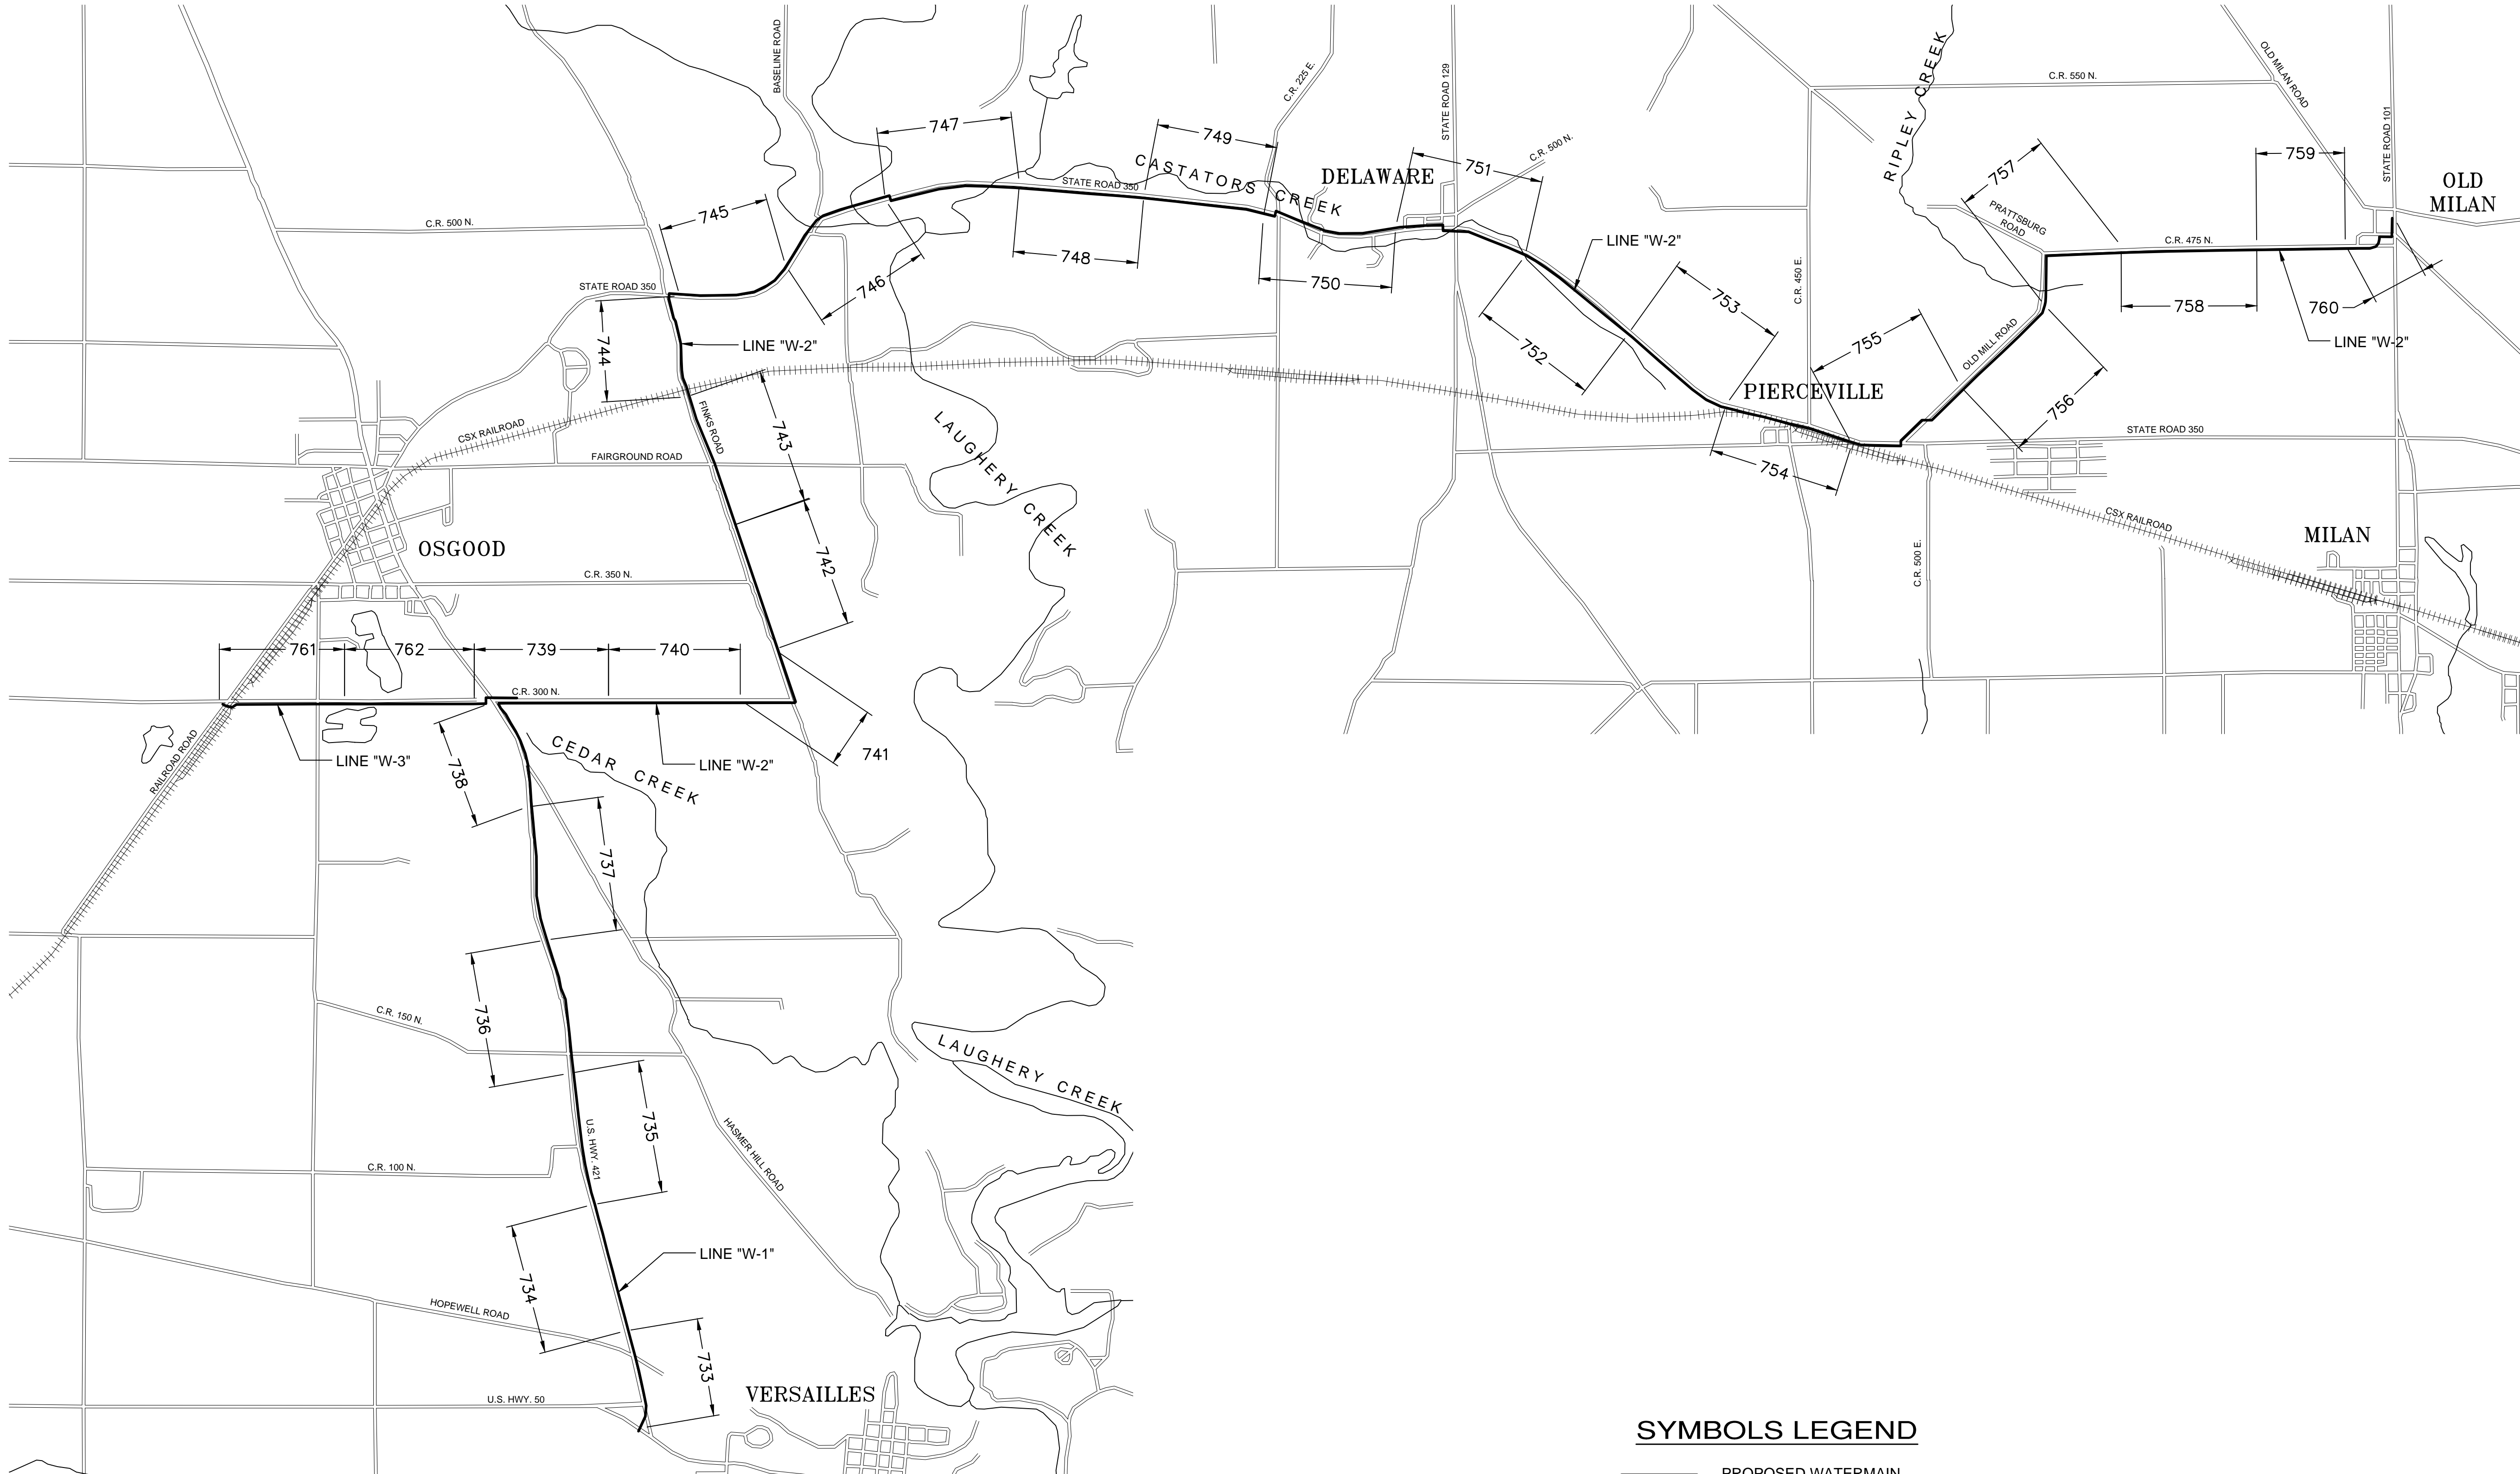 BASELINE ROAD
C.R. 225 E.
STATE ROAD 129
C.R. 500 N.
C.R. 550 N.
OLD MILAN ROAD
STATE ROAD 101
RIPLEY CREEK
747
749
CASTATORS CREEK
STATE ROAD 350
DELAWARE
751
757
759
OLD
MILAN
PRATTSBURG
ROAD
C.R. 475 N.
745
C.R. 500 N.
LINE "W-2"
746
748
750
C.R. 450 E.
753
758
760
STATE ROAD 350
744
LINE "W-2"
752
755
OLD MILL ROAD
LINE "W-2"
PIERCEVILLE
756
CSX RAILROAD
FINKS ROAD
743
LAUGHERY CREEK
FAIRGROUND ROAD
754
STATE ROAD 350
CSX RAILROAD
MILAN
OSGOOD
742
C.R. 350 N.
C.R. 500 E.
761
762
739
740
C.R. 300 N.
741
LINE "W-3"
RAILROAD ROAD
738
CEDAR CREEK
LINE "W-2"
737
736
C.R. 150 N.
LAUGHERY CREEK
735
U.S. HWY. 421
HASMER HILL ROAD
C.R. 100 N.
LINE "W-1"
734
HOPEWELL ROAD
733
U.S. HWY. 50
VERSAILLES
SYMBOLS LEGEND
PROPOSED WATERMAIN